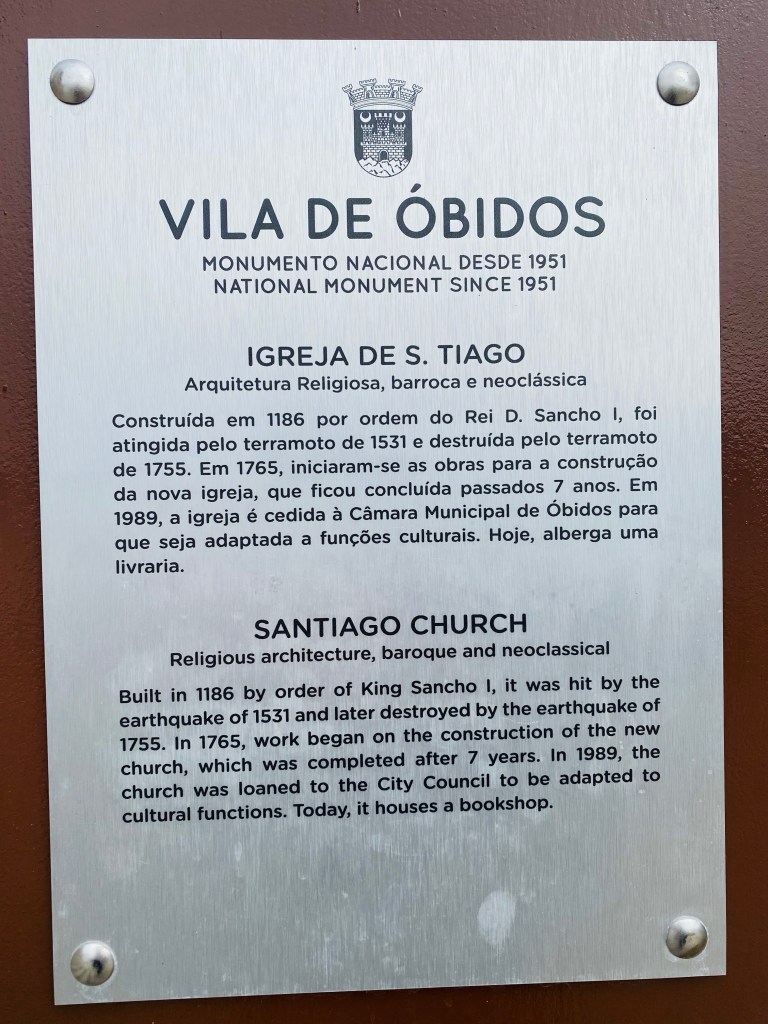 VILA DE ÓBIDOS
MONUMENTO NACIONAL DESDE 1951
NATIONAL MONUMENT SINCE 1951
IGREJA DE S. TIAGO
Arquitetura Religiosa, barroca e neoclássica
Construída em 1186 por ordem do Rei D. Sancho I, foi
atingida pelo terramoto de 1531 e destruída pelo terramoto
de 1755. Em 1765, iniciaram-se as obras para a construção
da nova igreja, que ficou concluída passados 7 anos. Em
1989, a igreja é cedida à Câmara Municipal de Óbidos para
que seja adaptada a funções culturais. Hoje, alberga uma
livraria.
SANTIAGO CHURCH
Religious architecture, baroque and neoclassical
Built in 1186 by order of King Sancho I, it was hit by the
earthquake of 1531 and later destroyed by the earthquake of
1755. In 1765, work began on the construction of the new
church, which was completed after 7 years. In 1989, the
church was loaned to the City Council to be adapted to
cultural functions. Today, it houses a bookshop.